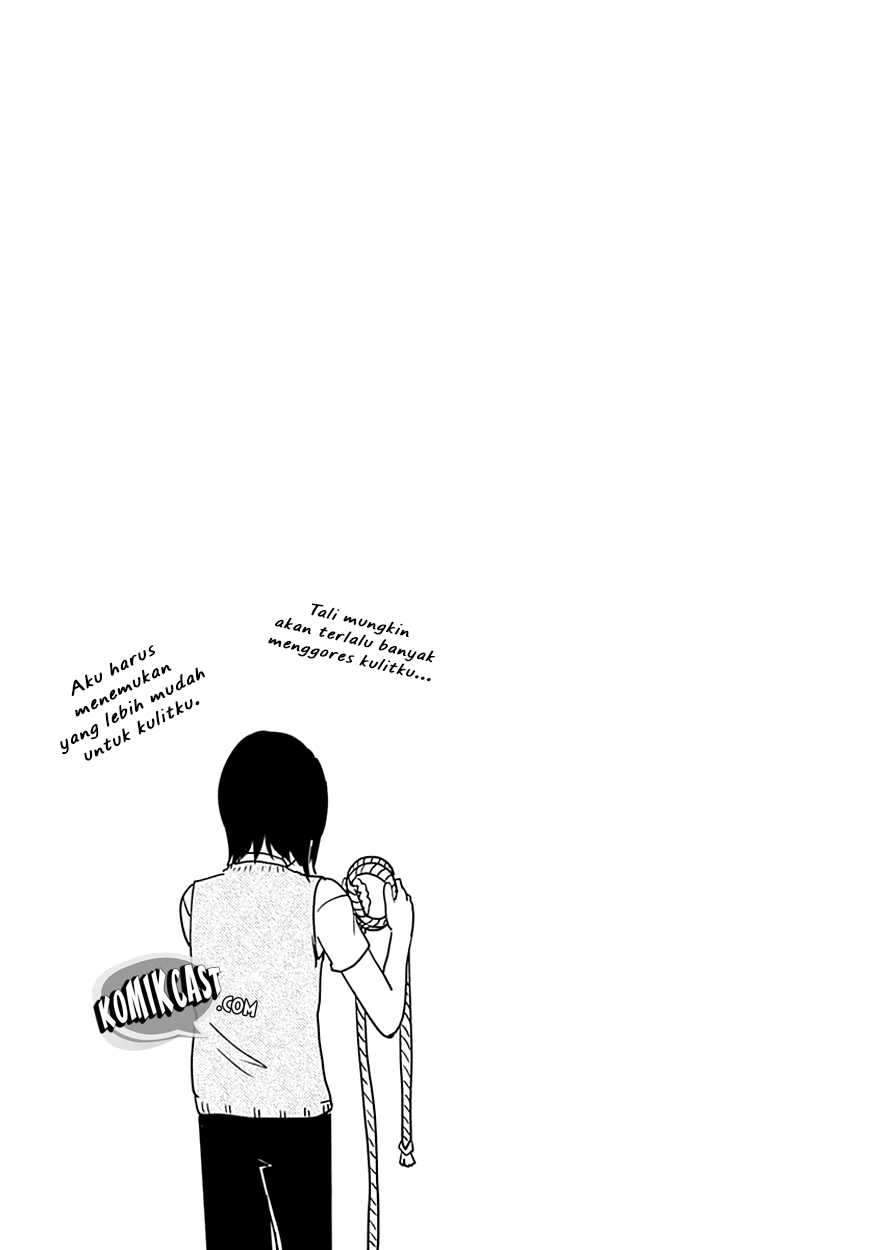 Tali mungkin
akan terlalu banyak
menggores kulitku...
Aku harus
menemukan
yang lebih mudah
untuk kulitku.
KOMIKCAST
.COM